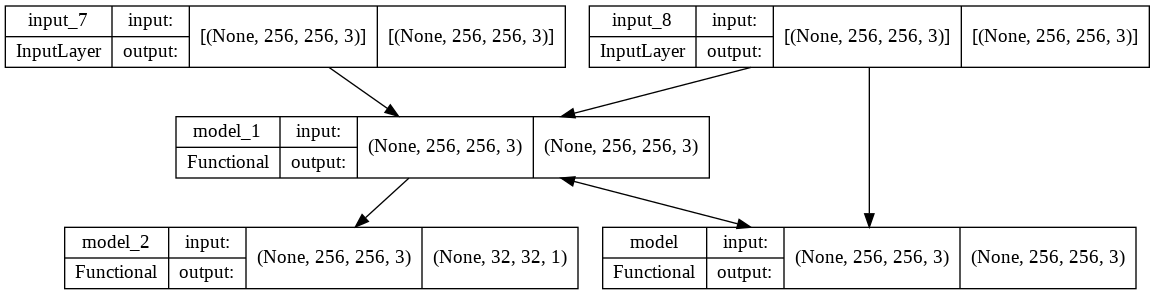 input_7 input: [(None, 256, 256, 3)] [(None, 256, 256, 3)]
InputLayer output:
input_8 input: [(None, 256, 256, 3)] [(None, 256, 256, 3)]
InputLayer output:
model_1 input: (None, 256, 256, 3) (None, 256, 256, 3)
Functional output:
model_2 input: (None, 256, 256, 3) (None, 32, 32, 1)
Functional output:
model input: (None, 256, 256, 3) (None, 256, 256, 3)
Functional output: